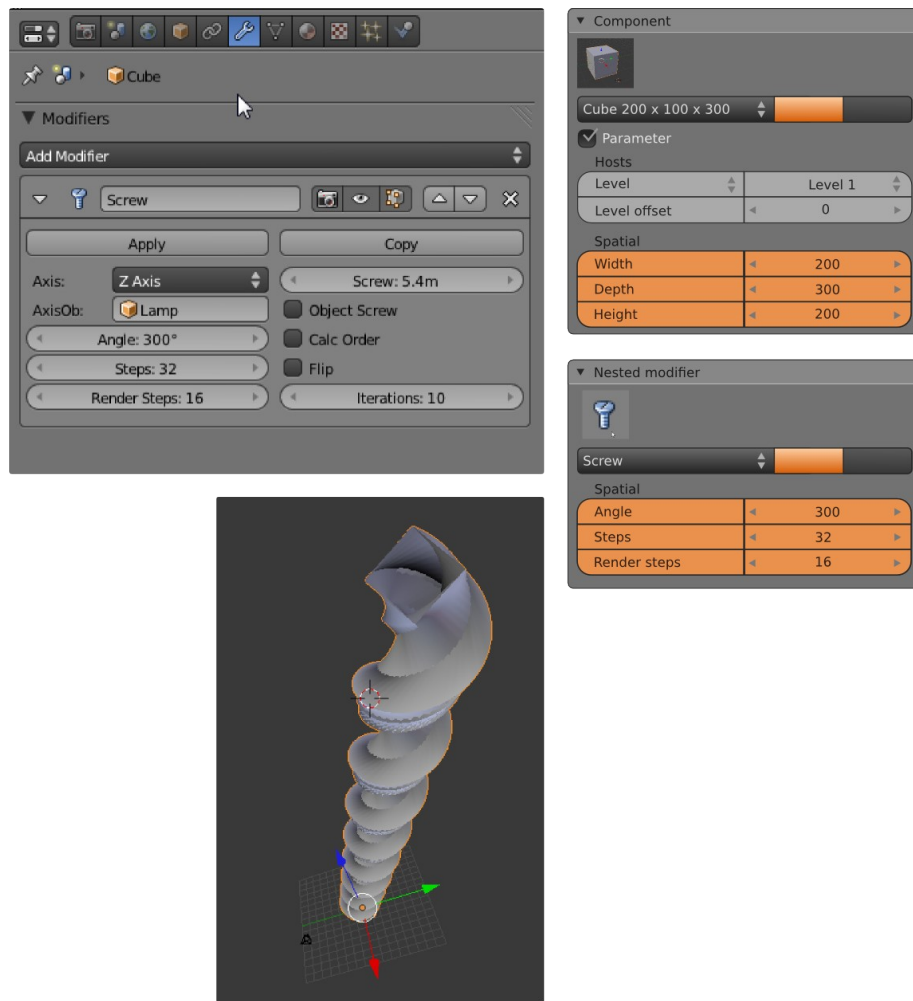 Cube
Modifiers
Add Modifier
Screw
Apply
Copy
Axis:
Z Axis
Screw: 5.4m
AxisOb:
Lamp
Object Screw
Angle: 300°
Calc Order
Steps: 32
Flip
Render Steps: 16
Iterations: 10
Component
Cube 200 x 100 x 300
Parameter
Hosts
Level
Level 1
Level offset
0
Spatial
Width
200
Depth
300
Height
200
Nested modifier
Screw
Spatial
Angle
300
Steps
32
Render steps
16